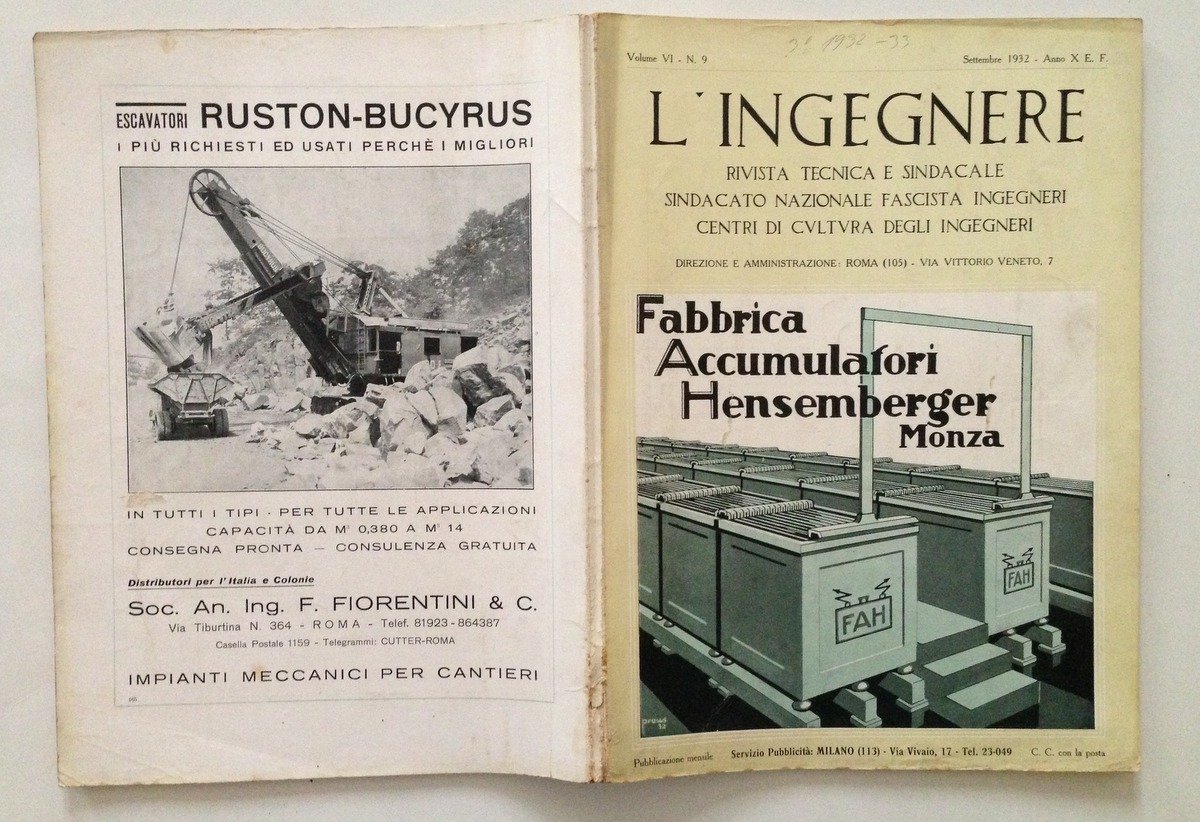 ESCAVATORI RUSTON-BUCYRUS
I PIÙ RICHIESTI ED USATI PERCHÈ I MIGLIORI
IN TUTTI I TIPI - PER TUTTE LE APPLICAZIONI
CAPACITÀ DA M³ 0,380 A M³ 14
CONSEGNA PRONTA — CONSULENZA GRATUITA
Distributori per l'Italia e Colonie
Soc. An. Ing. F. FIORENTINI & C.
Via Tiburtina N. 364 - ROMA - Telef. 81923 - 864387
Casella Postale 1159 - Telegrammi: CUTTER-ROMA
IMPIANTI MECCANICI PER CANTIERI
3° 1932-33
Volume VI - N. 9
Settembre 1932 - Anno X E. F.
L'INGEGNERE
RIVISTA TECNICA E SINDACALE
SINDACATO NAZIONALE FASCISTA INGEGNERI
CENTRI DI CVLTVRA DEGLI INGEGNERI
DIREZIONE E AMMINISTRAZIONE: ROMA (105) - VIA VITTORIO VENETO, 7
Fabbrica
Accumulatori
Hensemberger
Monza
FAH
FAH
Pubblicazione mensile
Servizio Pubblicità: MILANO (113) - Via Vivaio, 17 - Tel. 23-049
C. C. con la posta